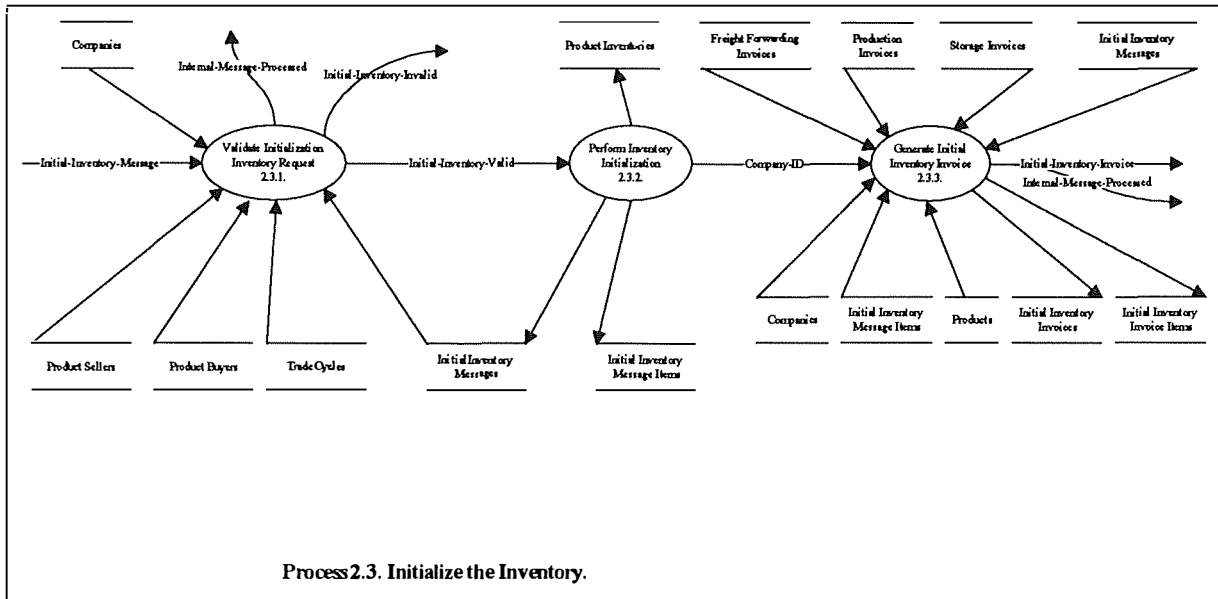 Companies
Internal-Message-Processed
Initial-Inventory-Invalid
Product Inventories
Freight Forwarding
Invoices
Production
Invoices
Storage Invoices
Initial Inventory
Messages
Initial-Inventory-Message
Validate Initialization
Inventory Request
2.3.1.
Initial-Inventory-Valid
Perform Inventory
Initialization
2.3.2.
Company-ID
Generate Initial
Inventory Invoice
2.3.3.
Initial-Inventory-Invoice
Internal-Message-Processed
Companies
Initial Inventory
Message Items
Products
Initial Inventory
Invoices
Initial Inventory
Invoice Items
Product Sellers
Product Buyers
Trade Cycles
Initial Inventory
Messages
Initial Inventory
Message Items
Process 2.3. Initialize the Inventory.